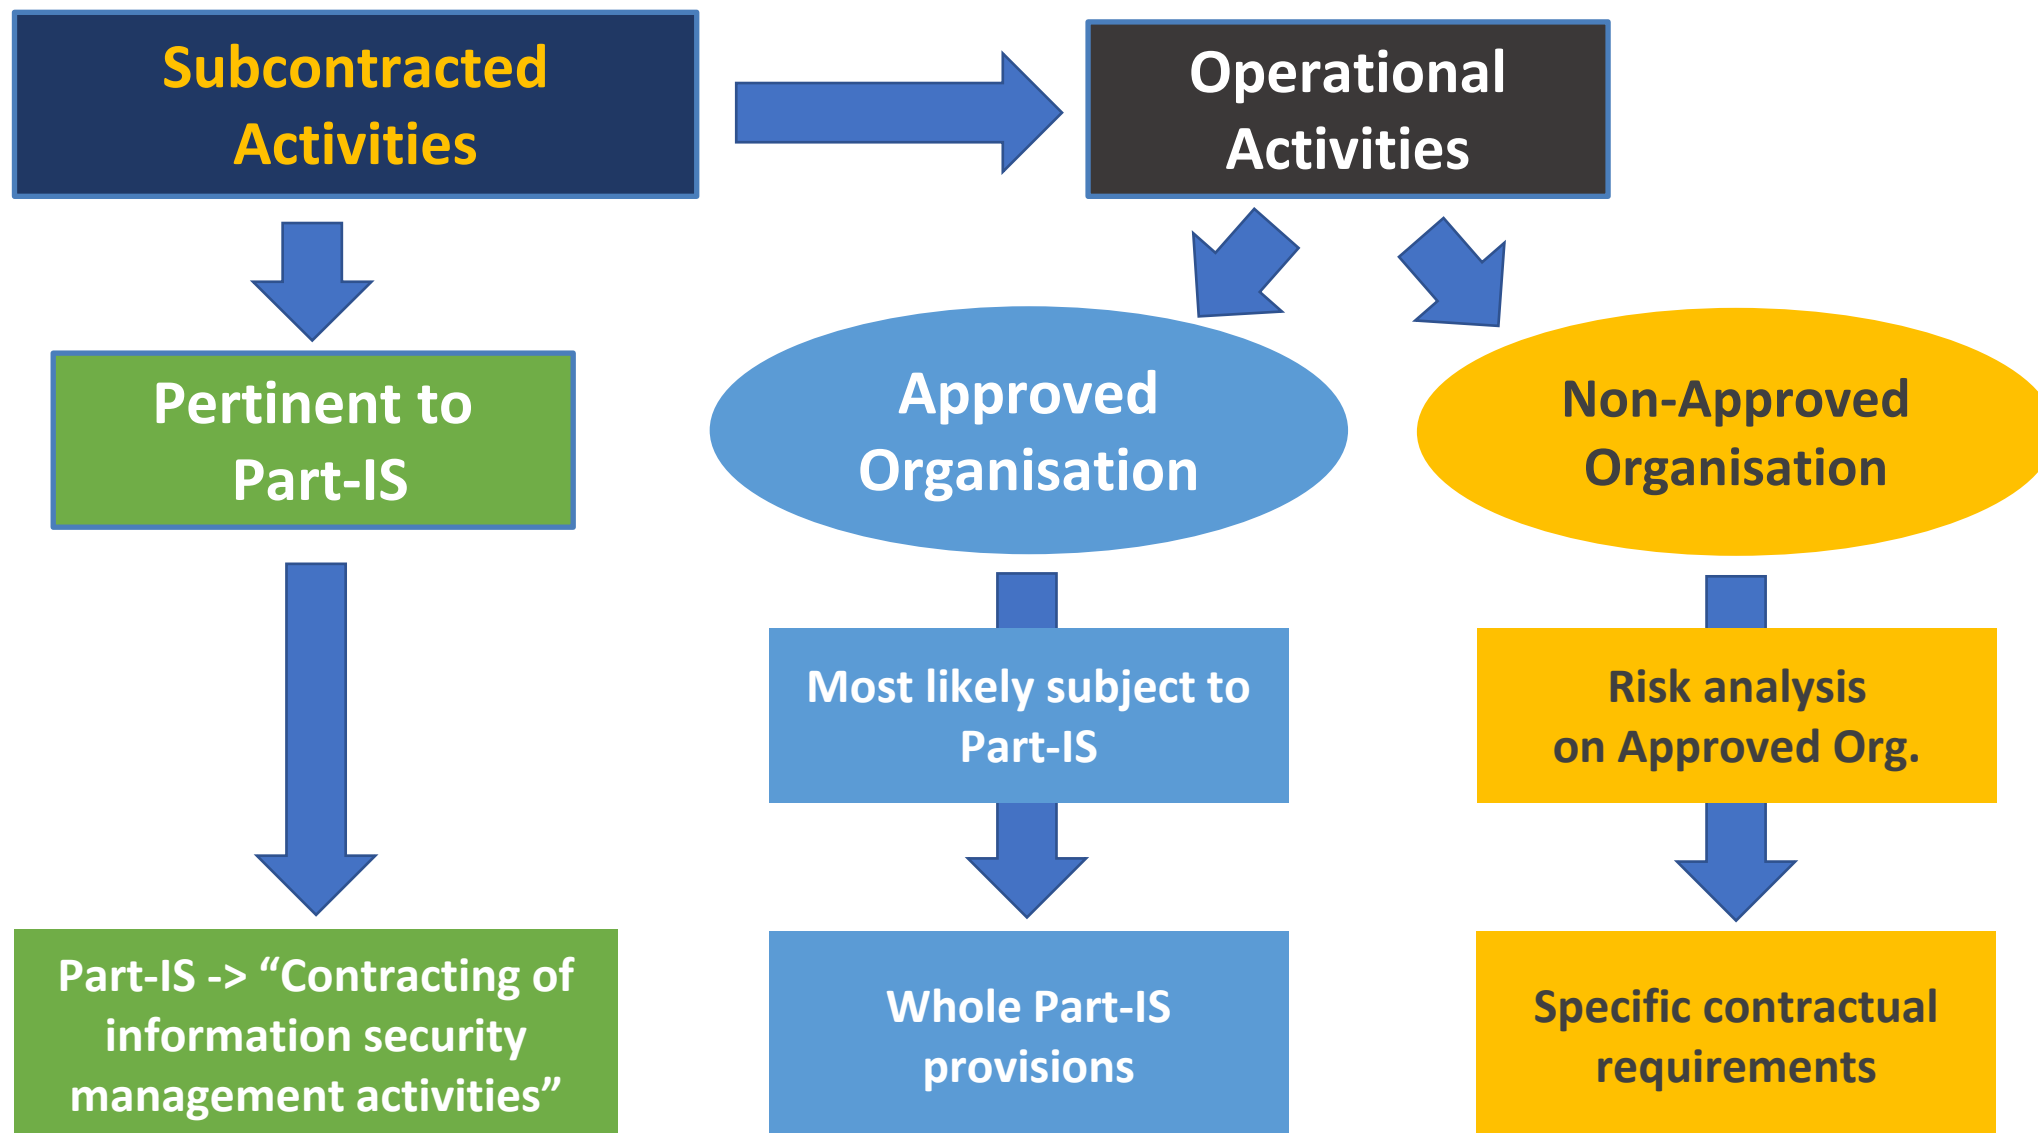 Subcontracted
Activities
Operational
Activities
Pertinent to
Part-IS
Approved
Organisation
Non-Approved
Organisation
Most likely subject to
Part-IS
Risk analysis
on Approved Org.
Part-IS -> “Contracting of
information security
management activities”
Whole Part-IS
provisions
Specific contractual
requirements